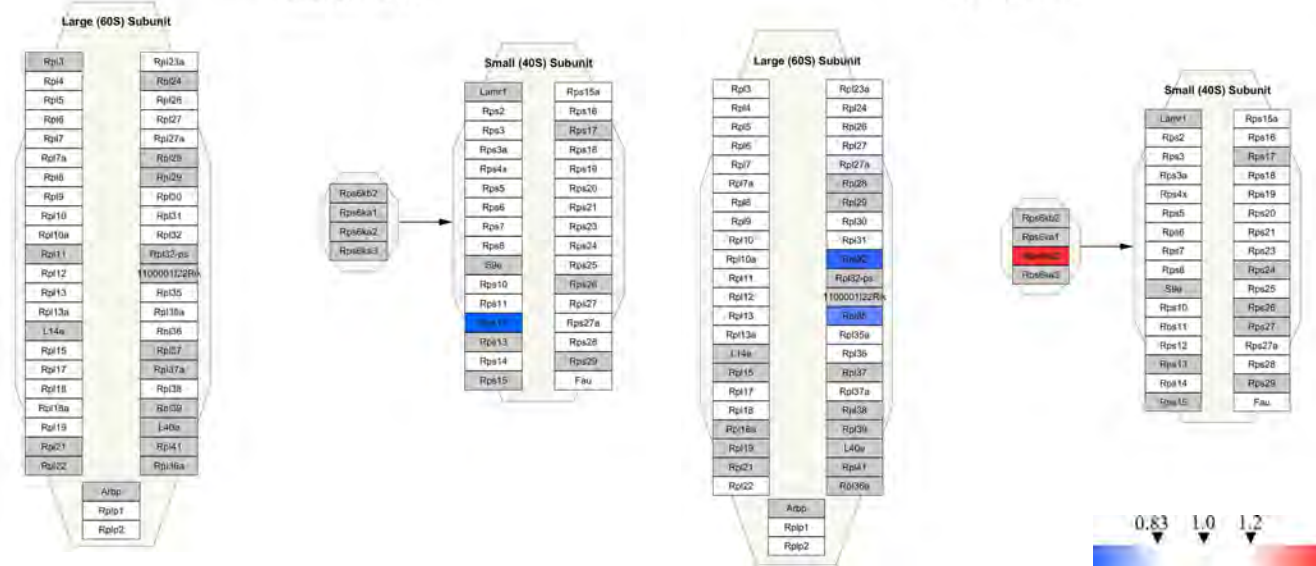 Large (60S) Subunit
Rpl3
Rpl4
Rpl5
Rpl6
Rpl7
Rpl7a
Rpl8
Rpl9
Rpl10
Rpl10a
Rpl11
Rpl12
Rpl13
Rpl13a
L14e
Rpl15
Rpl17
Rpl18
Rpl18a
Rpl19
Rpl21
Rpl22
Rpl23a
Rpl24
Rpl26
Rpl27
Rpl27a
Rpl28
Rpl29
Rpl30
Rpl31
Rpl32
Rpl32-ps
1100001I22Rik
Rpl35
Rpl35a
Rpl36
Rpl37
Rpl37a
Rpl38
Rpl39
L40e
Rpl41
Rpl36a
Arbp
Rplp1
Rplp2
Rps6kb2
Rps6ka1
Rps6ka2
Rps6ka3
Small (40S) Subunit
Lamr1
Rps2
Rps3
Rps3a
Rps4x
Rps5
Rps6
Rps7
Rps8
S9e
Rps10
Rps11
Rps12
Rps13
Rps14
Rps15
Rps15a
Rps16
Rps17
Rps18
Rps19
Rps20
Rps21
Rps23
Rps24
Rps25
Rps26
Rps27
Rps27a
Rps28
Rps29
Fau
Large (60S) Subunit
Rpl3
Rpl4
Rpl5
Rpl6
Rpl7
Rpl7a
Rpl8
Rpl9
Rpl10
Rpl10a
Rpl11
Rpl12
Rpl13
Rpl13a
L14e
Rpl15
Rpl17
Rpl18
Rpl18a
Rpl19
Rpl21
Rpl22
Rpl23a
Rpl24
Rpl26
Rpl27
Rpl27a
Rpl28
Rpl29
Rpl30
Rpl31
Rpl32
Rpl32-ps
1100001I22Rik
Rpl35
Rpl35a
Rpl36
Rpl37
Rpl37a
Rpl38
Rpl39
L40e
Rpl41
Rpl36a
Arbp
Rplp1
Rplp2
Rps6kb2
Rps6ka1
Rps6ka2
Rps6ka3
Small (40S) Subunit
Lamr1
Rps2
Rps3
Rps3a
Rps4x
Rps5
Rps6
Rps7
Rps8
S9e
Rps10
Rps11
Rps12
Rps13
Rps14
Rps15
Rps15a
Rps16
Rps17
Rps18
Rps19
Rps20
Rps21
Rps23
Rps24
Rps25
Rps26
Rps27
Rps27a
Rps28
Rps29
Fau
0.83 1.0 1.2